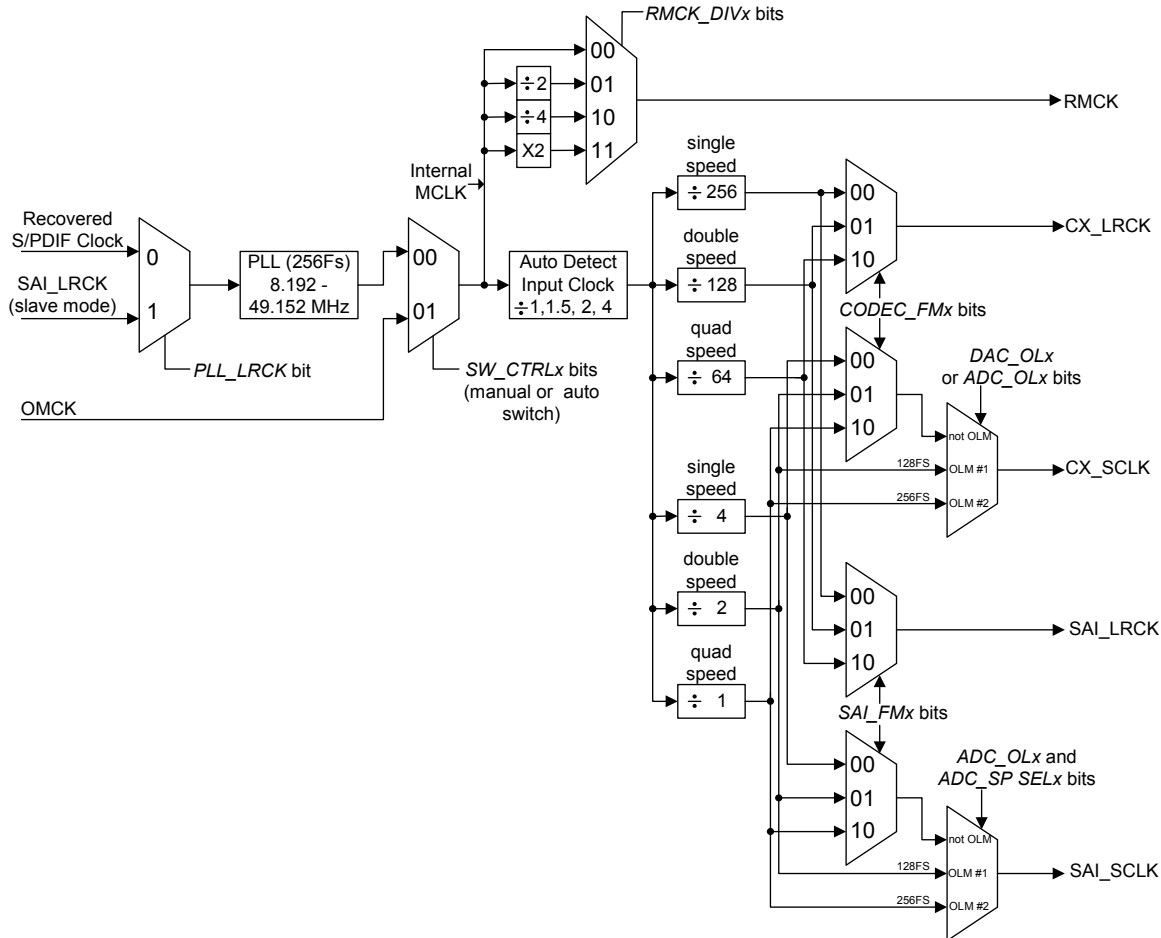 RMCK_DIVx bits
00
÷2
01
÷4
10
X2
11
RMCK
Internal
MCLK
single
speed
÷ 256
00
01
10
CX_LRCK
Recovered
S/PDIF Clock
0
SAI_LRCK
(slave mode)
1
PLL (256Fs)
8.192 -
49.152 MHz
00
01
Auto Detect
Input Clock
÷1,1.5, 2, 4
double
speed
÷ 128
CODEC_FMx bits
PLL_LRCK bit
SW_CTRLx bits
(manual or auto
switch)
OMCK
quad
speed
÷ 64
00
01
10
DAC_OLx
or ADC_OLx bits
not OLM
128FS
OLM #1
256FS
OLM #2
CX_SCLK
single
speed
÷ 4
double
speed
÷ 2
00
01
10
SAI_LRCK
quad
speed
÷ 1
SAI_FMx bits
00
01
10
ADC_OLx and
ADC_SP SELx bits
not OLM
128FS
OLM #1
256FS
OLM #2
SAI_SCLK